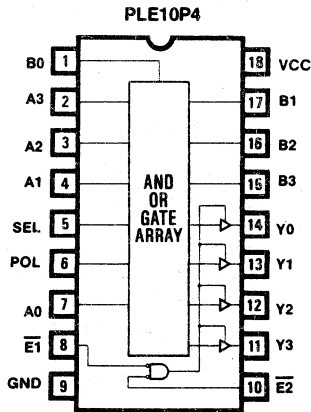 PLE10P4
B0 1 18 VCC
A3 2 17 B1
A2 3 16 B2
A1 4 15 B3
AND
OR
GATE
ARRAY
SEL 5 14 Y0
POL 6 13 Y1
A0 7 12 Y2
E1 8 11 Y3
GND 9 10 E2